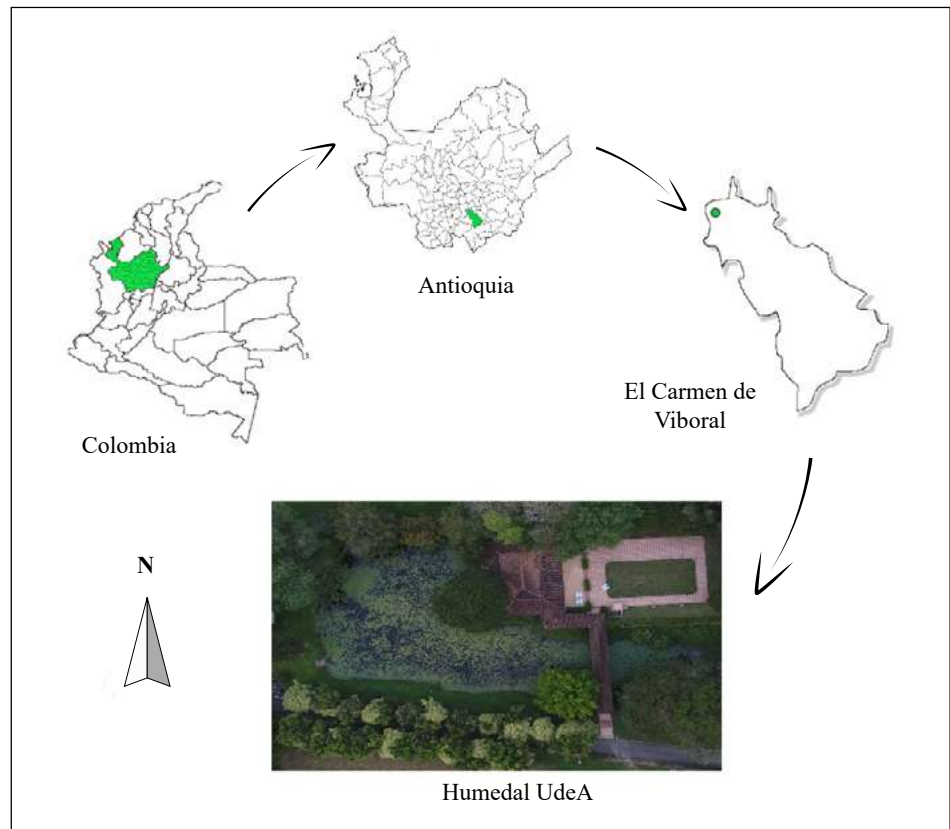 Antioquia
El Carmen de
Viboral
Colombia
N
Humedal UdeA